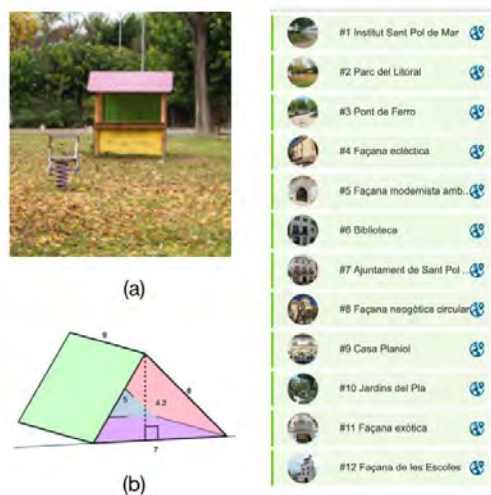 (a)
9
5
4.2
6
7
(b)
#1 Institut Sant Pol de Mar
#2 Parc del Litoral
#3 Pont de Ferro
#4 Façana eclèctica
#5 Façana modernista amb...
#6 Biblioteca
#7 Ajuntament de Sant Pol ...
#8 Façana neogòtica circular
#9 Casa Planiol
#10 Jardins del Pla
#11 Façana exòtica
#12 Façana de les Escoles